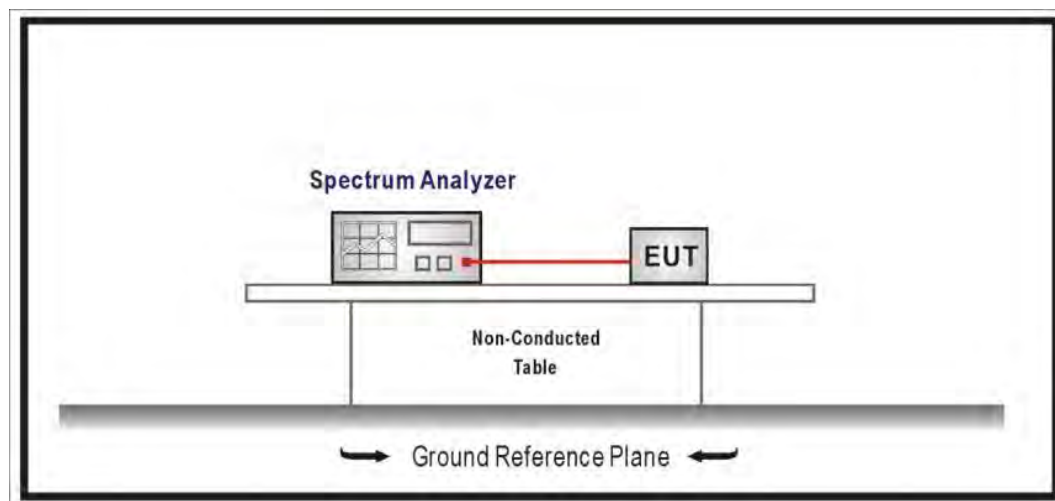 Spectrum Analyzer
EUT
Non-Conducted
Table
Ground Reference Plane